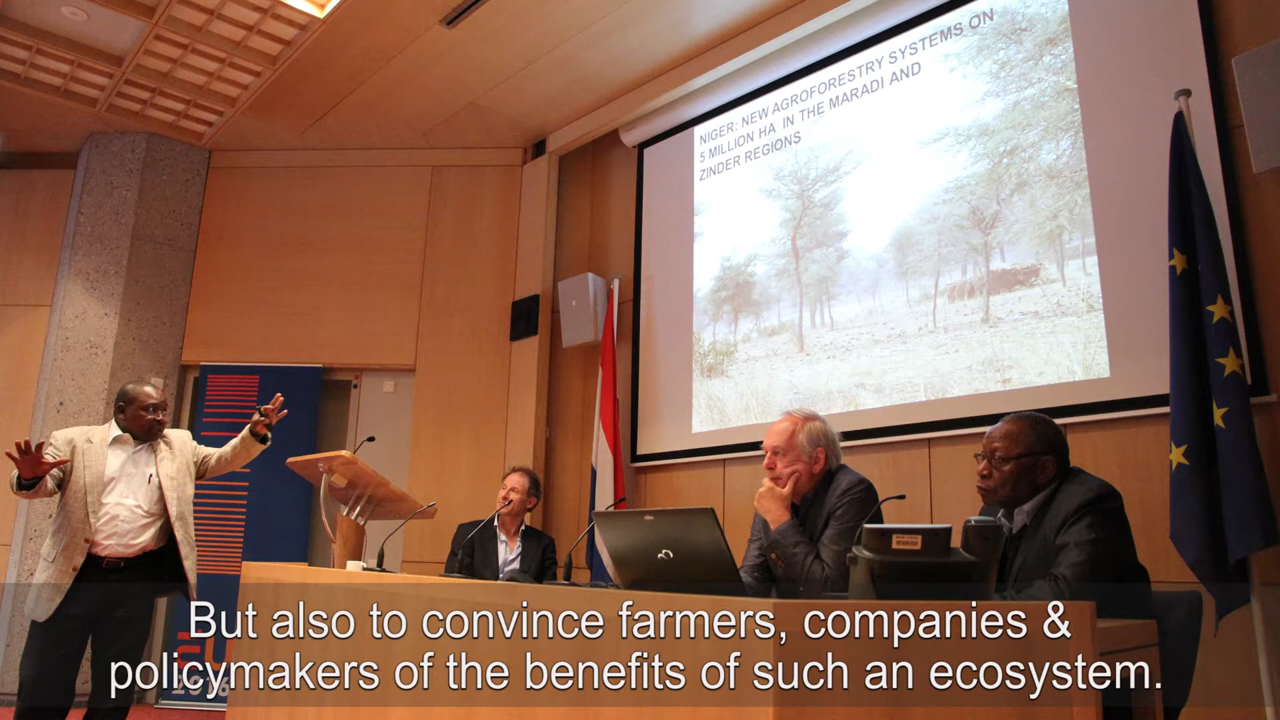 NIGER: NEW AGROFORESTRY SYSTEMS ON
5 MILLION HA IN THE MARADI AND
ZINDER REGIONS
But also to convince farmers, companies &
policymakers of the benefits of such an ecosystem.